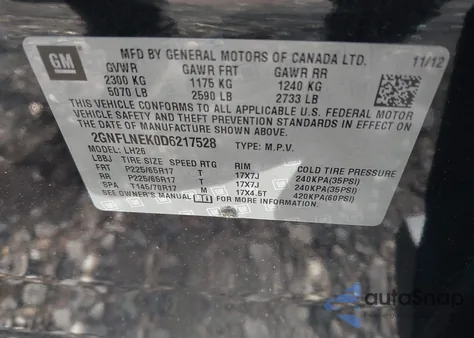 GM
MFD BY GENERAL MOTORS OF CANADA LTD.
11/12
GVWR GAWR FRT GAWR RR
2300 KG 1175 KG 1240 KG
5070 LB 2590 LB 2733 LB
THIS VEHICLE CONFORMS TO ALL APPLICABLE U.S. FEDERAL MOTOR
VEHICLE SAFETY AND THEFT PREVENTION STANDARDS IN EFFECT ON THE
DATE OF MANUFACTURE SHOWN ABOVE.
2GNFLNEK0D6217528 TYPE: M.P.V.
MODEL: LH26
LBBJ TIRE SIZE SPEED RTG RIM COLD TIRE PRESSURE
FRT P225/65R17 T 17X7J 240KPA(35PSI)
RR P225/65R17 T 17X7J 240KPA(35PSI)
SPA T145/70R17 M 17X4.5T 420KPA(60PSI)
SEE OWNER'S MANUAL FOR MORE INFORMATION.
autoSnap